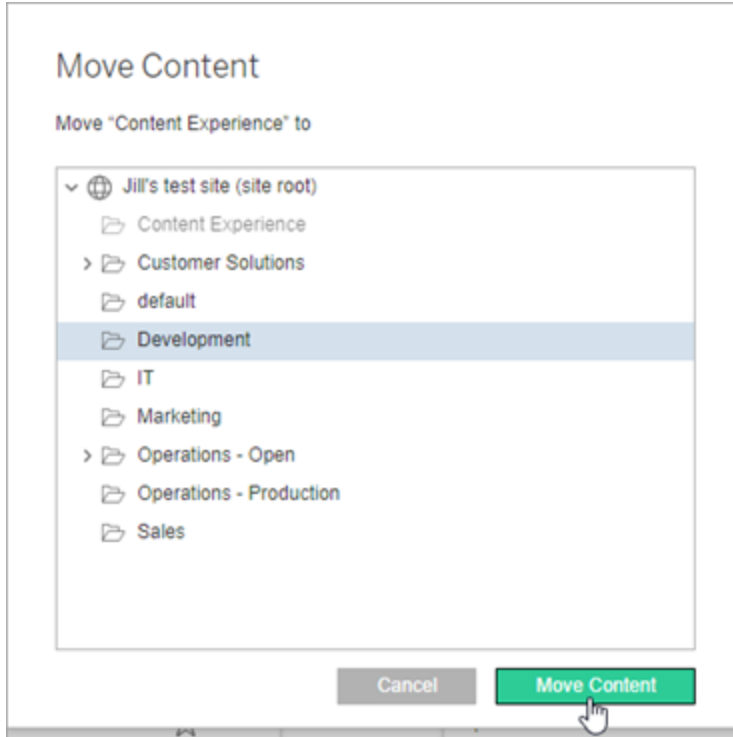 Move Content
Move “Content Experience” to
Jill's test site (site root)
Content Experience
Customer Solutions
default
Development
IT
Marketing
Operations - Open
Operations - Production
Sales
Cancel Move Content